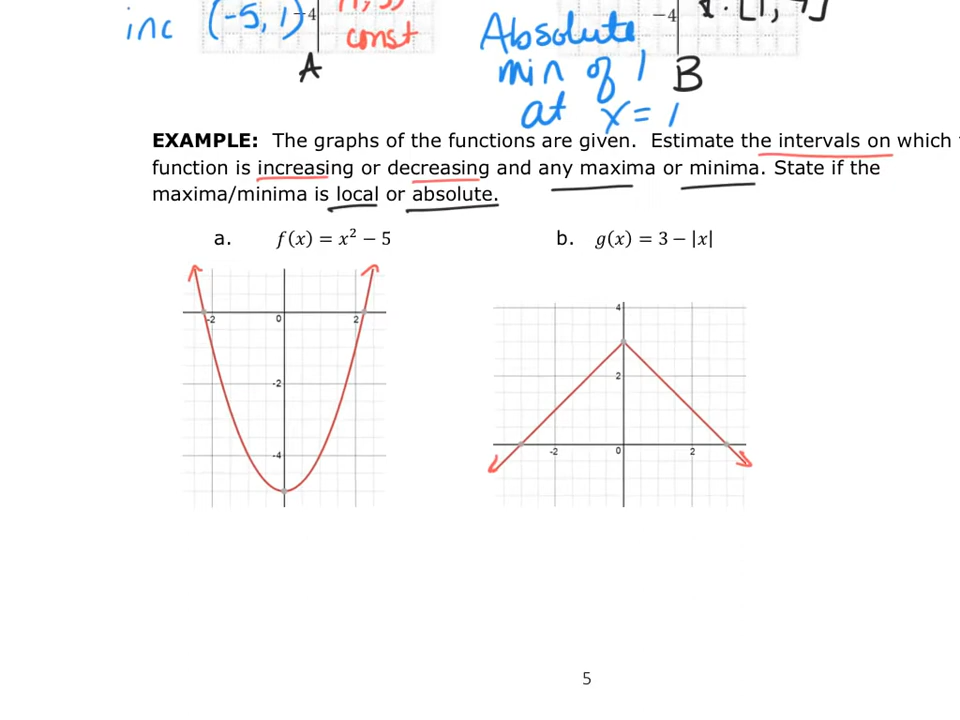 inc (-5, 1)
-4
const
A
Absolute
min of 1
at x = 1
-4
B
EXAMPLE: The graphs of the functions are given. Estimate the intervals on which
function is increasing or decreasing and any maxima or minima. State if the
maxima/minima is local or absolute.
a. f(x) = x² − 5
b. g(x) = 3 − |x|
-2 0 2
-2
-4
4
2
-2 0 2
5